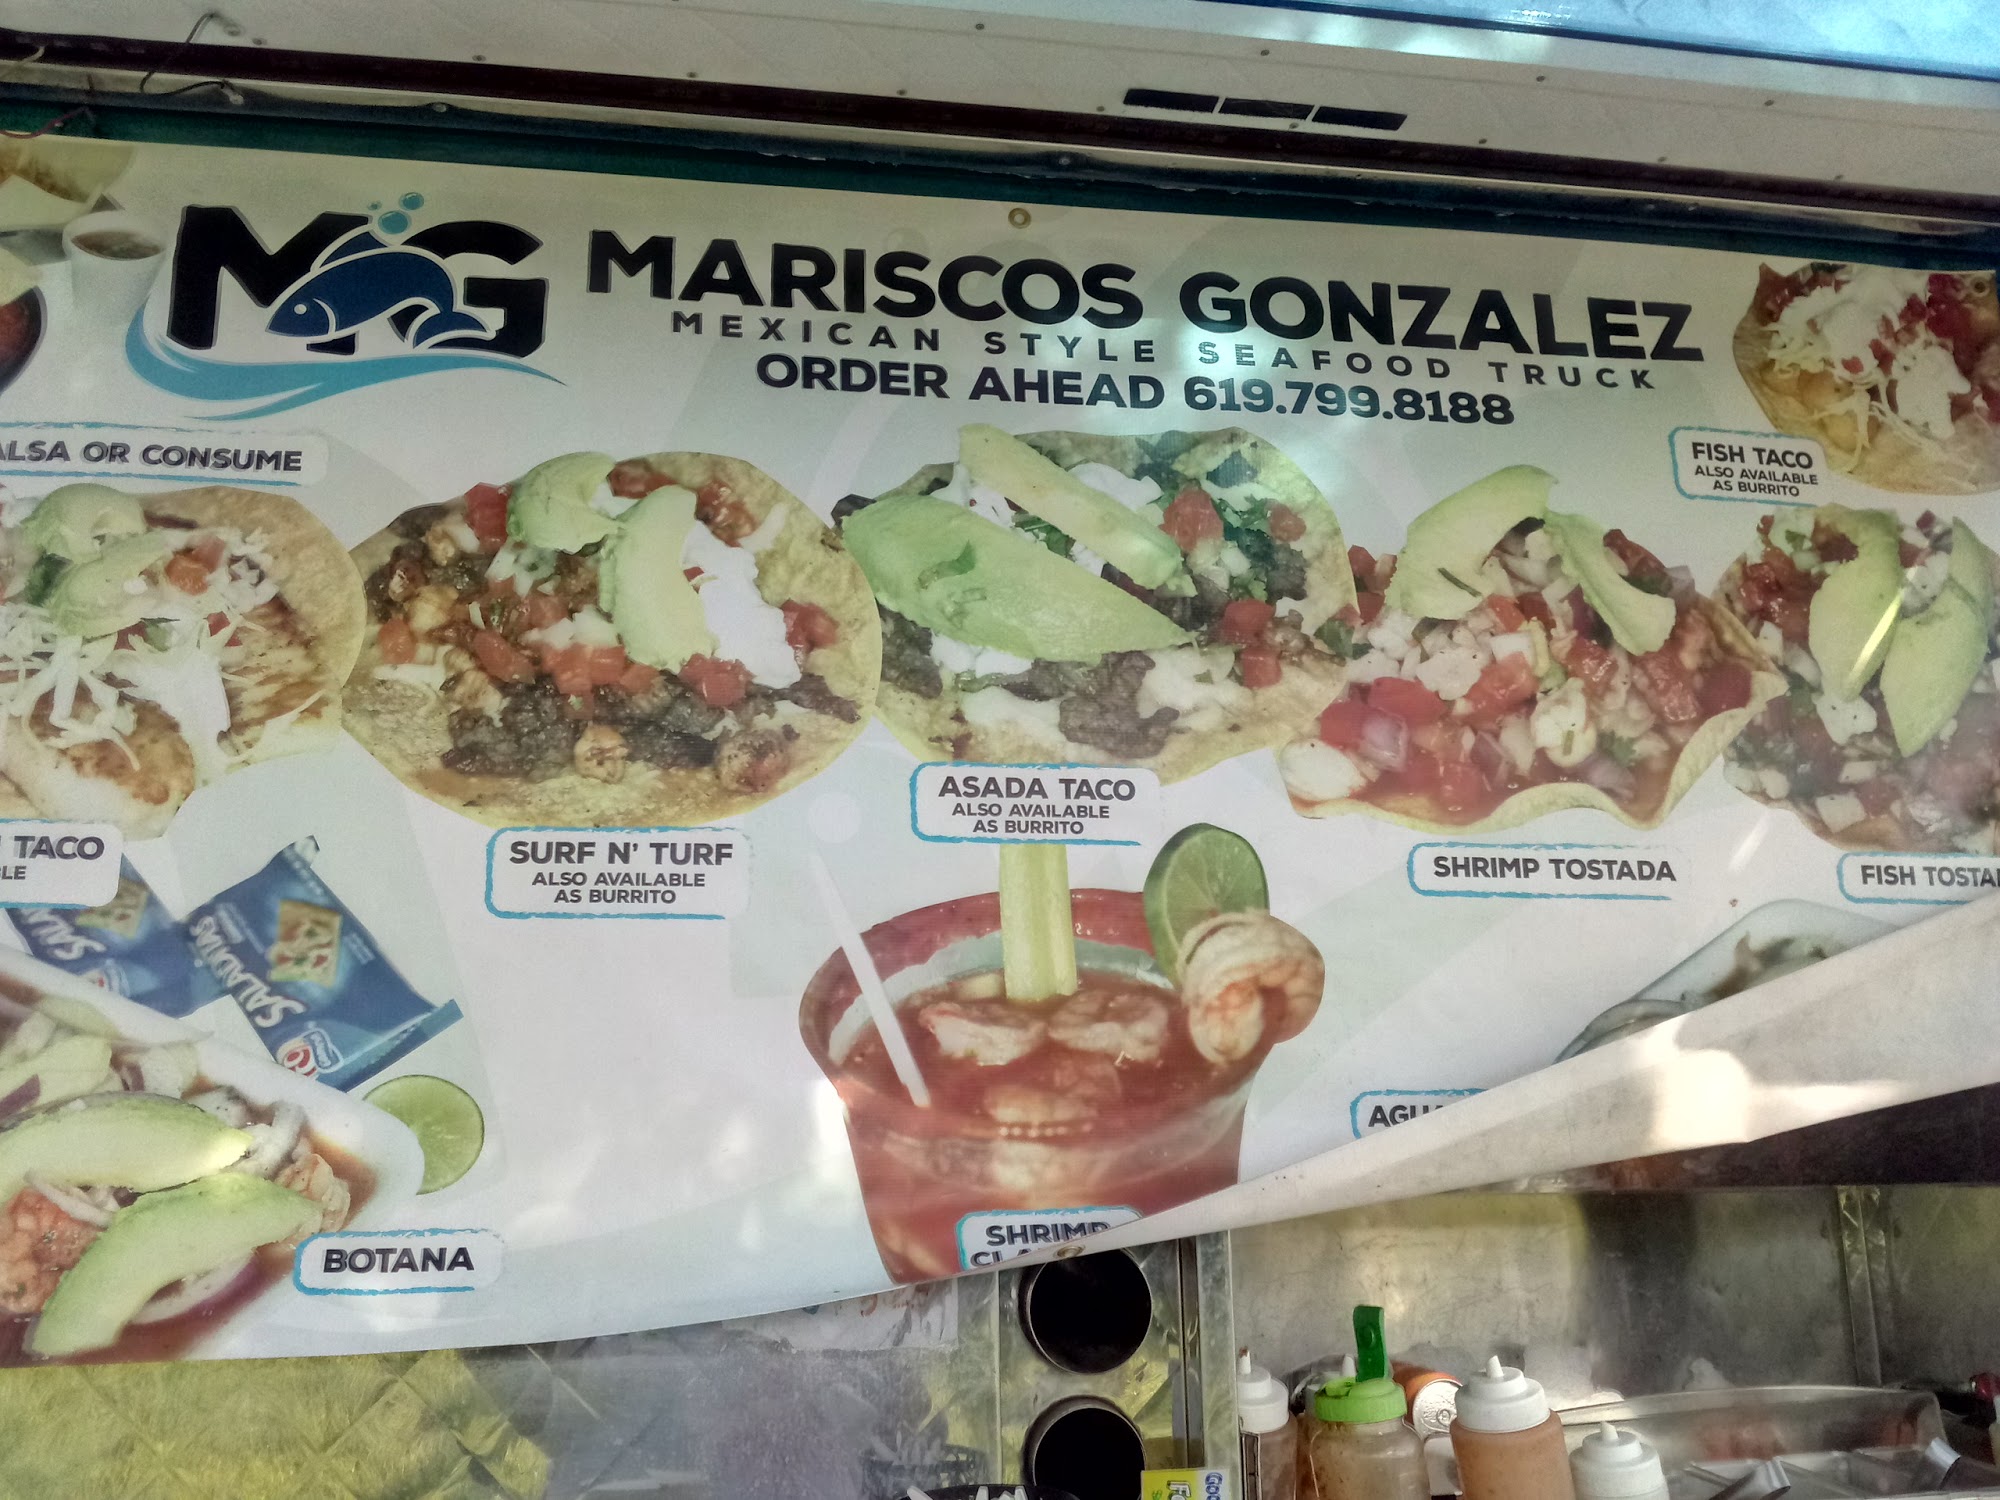 MG
MARISCOS GONZALEZ
MEXICAN STYLE SEAFOOD TRUCK
ORDER AHEAD 619.799.8188
ALSA OR CONSUME
FISH TACO
ALSO AVAILABLE
AS BURRITO
ASADA TACO
ALSO AVAILABLE
AS BURRITO
TACO
SURF N' TURF
ALSO AVAILABLE
AS BURRITO
SHRIMP TOSTADA
FISH TOSTA
SALADITAS
BOTANA
SHRIMP